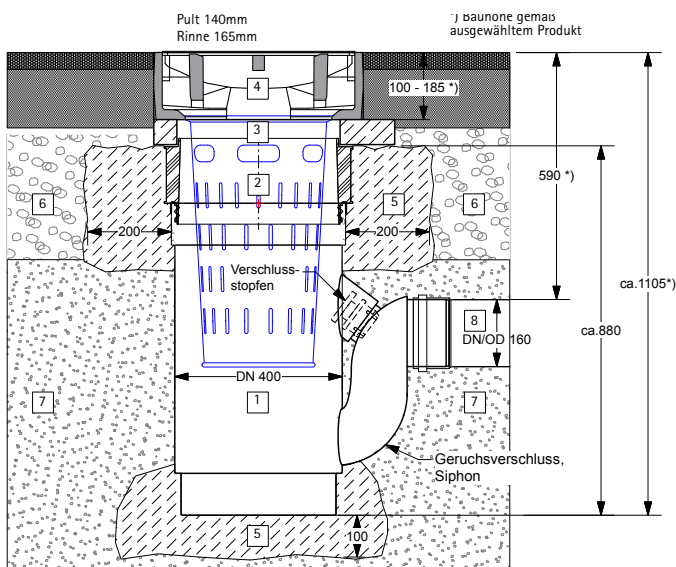 Pult 140mm
Rinne 165mm
*) Bauhöhe gemäß
ausgewähltem Produkt
4
100 - 185 *)
3
2
590 *)
6
5
6
200
200
ca.1105*)
Verschluss-
stopfen
8
ca.880
DN/OD 160
DN 400
7
1
7
Geruchsverschluss,
Siphon
5
100